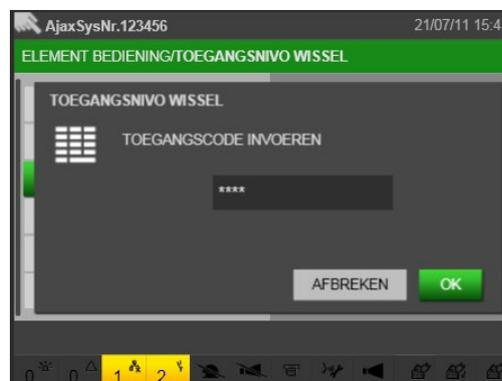 AjaxSysNr.123456 21/07/11 15:4
ELEMENT BEDIENING/TOEGANGSNIVO WISSEL
TOEGANGSNIVO WISSEL
TOEGANGSCODE INVOEREN
****
AFBREKEN OK
0 0 1 2